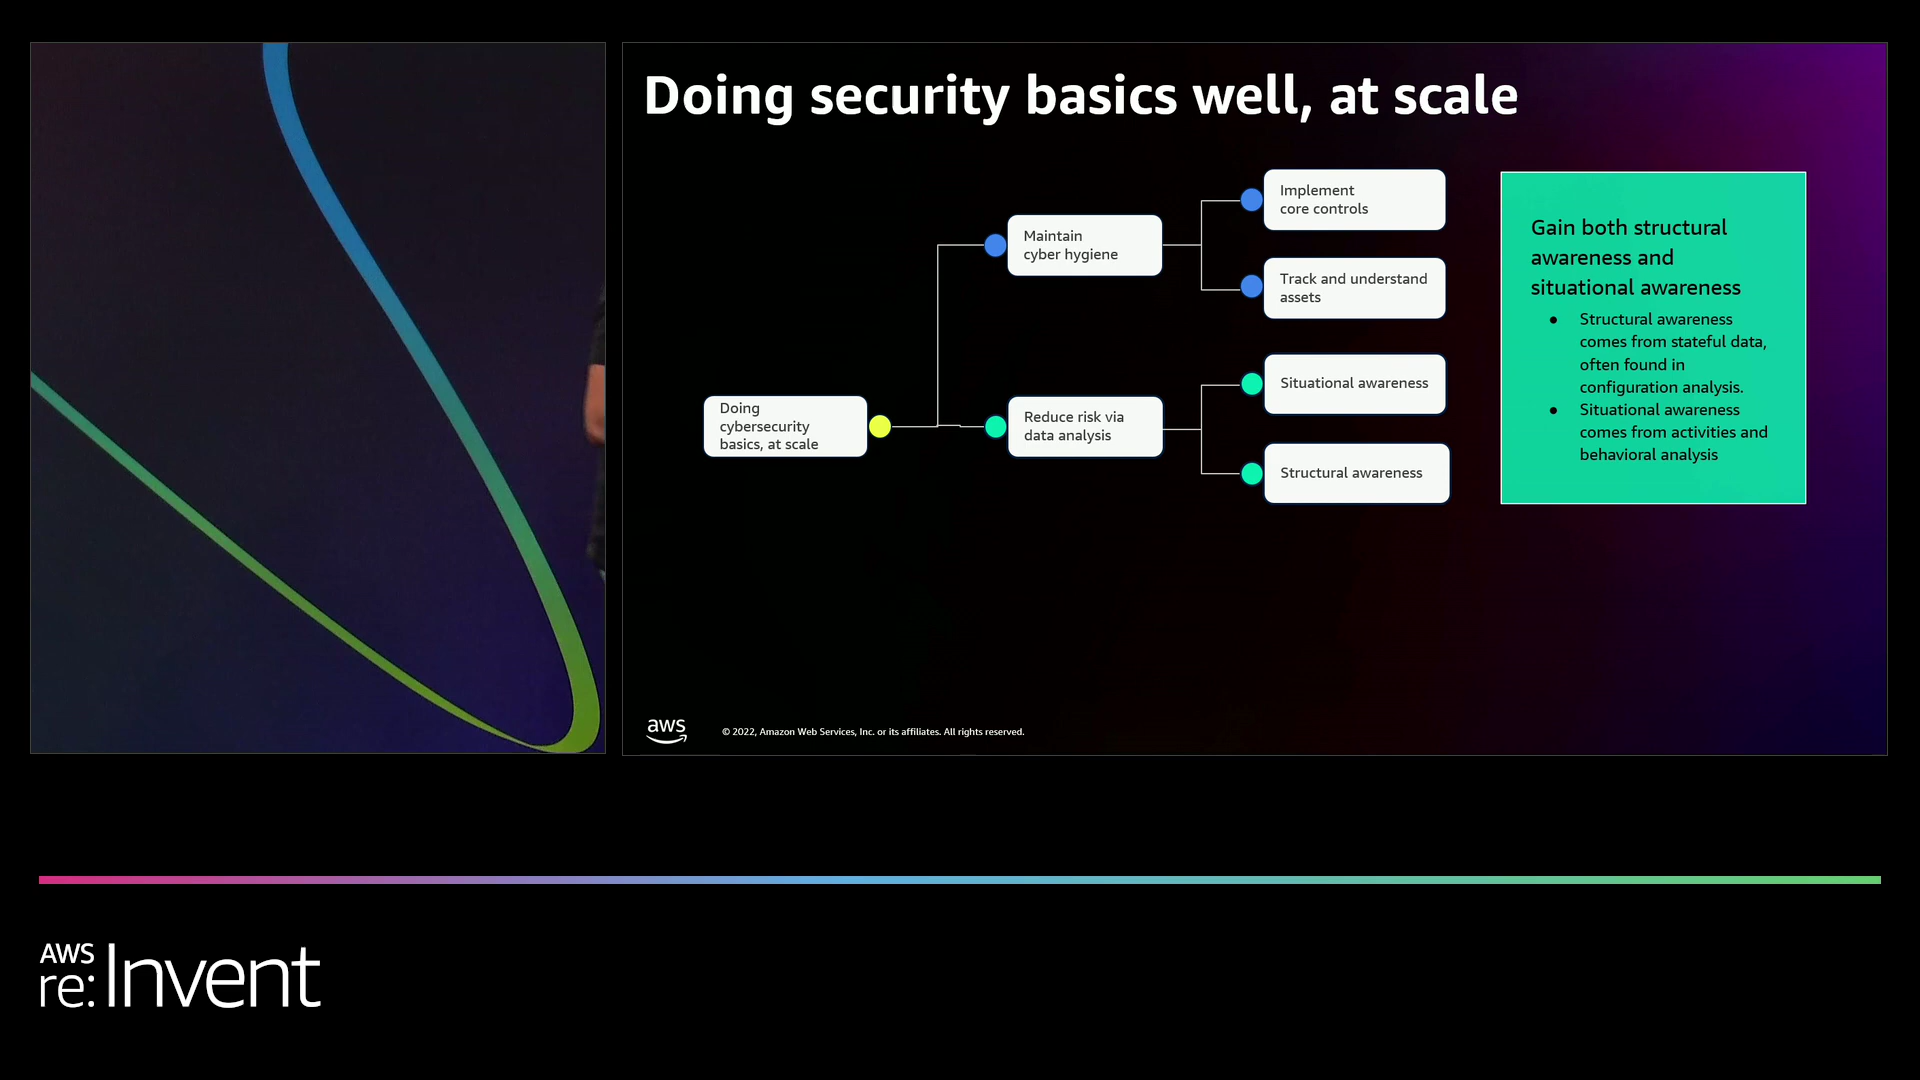 Doing security basics well, at scale
Implement
core controls
Maintain
cyber hygiene
Track and understand
assets
Situational awareness
Doing
cybersecurity
basics, at scale
Reduce risk via
data analysis
Structural awareness
Gain both structural
awareness and
situational awareness
● Structural awareness
comes from stateful data,
often found in
configuration analysis.
● Situational awareness
comes from activities and
behavioral analysis
aws
© 2022, Amazon Web Services, Inc. or its affiliates. All rights reserved.
AWS
re:Invent